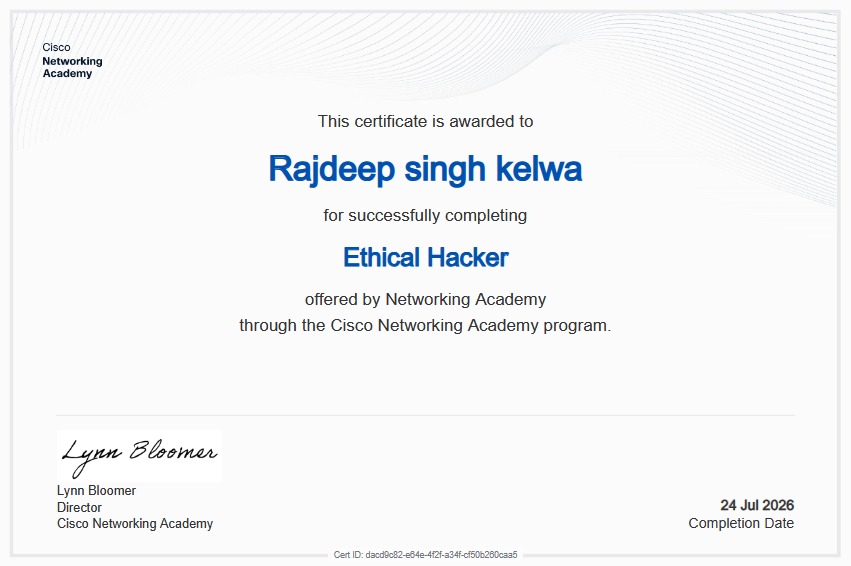 Cisco
Networking
Academy
This certificate is awarded to
Rajdeep singh kelwa
for successfully completing
Ethical Hacker
offered by Networking Academy
through the Cisco Networking Academy program.
Lynn Bloomer
Lynn Bloomer
Director
Cisco Networking Academy
24 Jul 2026
Completion Date
Cert ID: dacd9c82-e64e-4f2f-a34f-cf50b260caa5